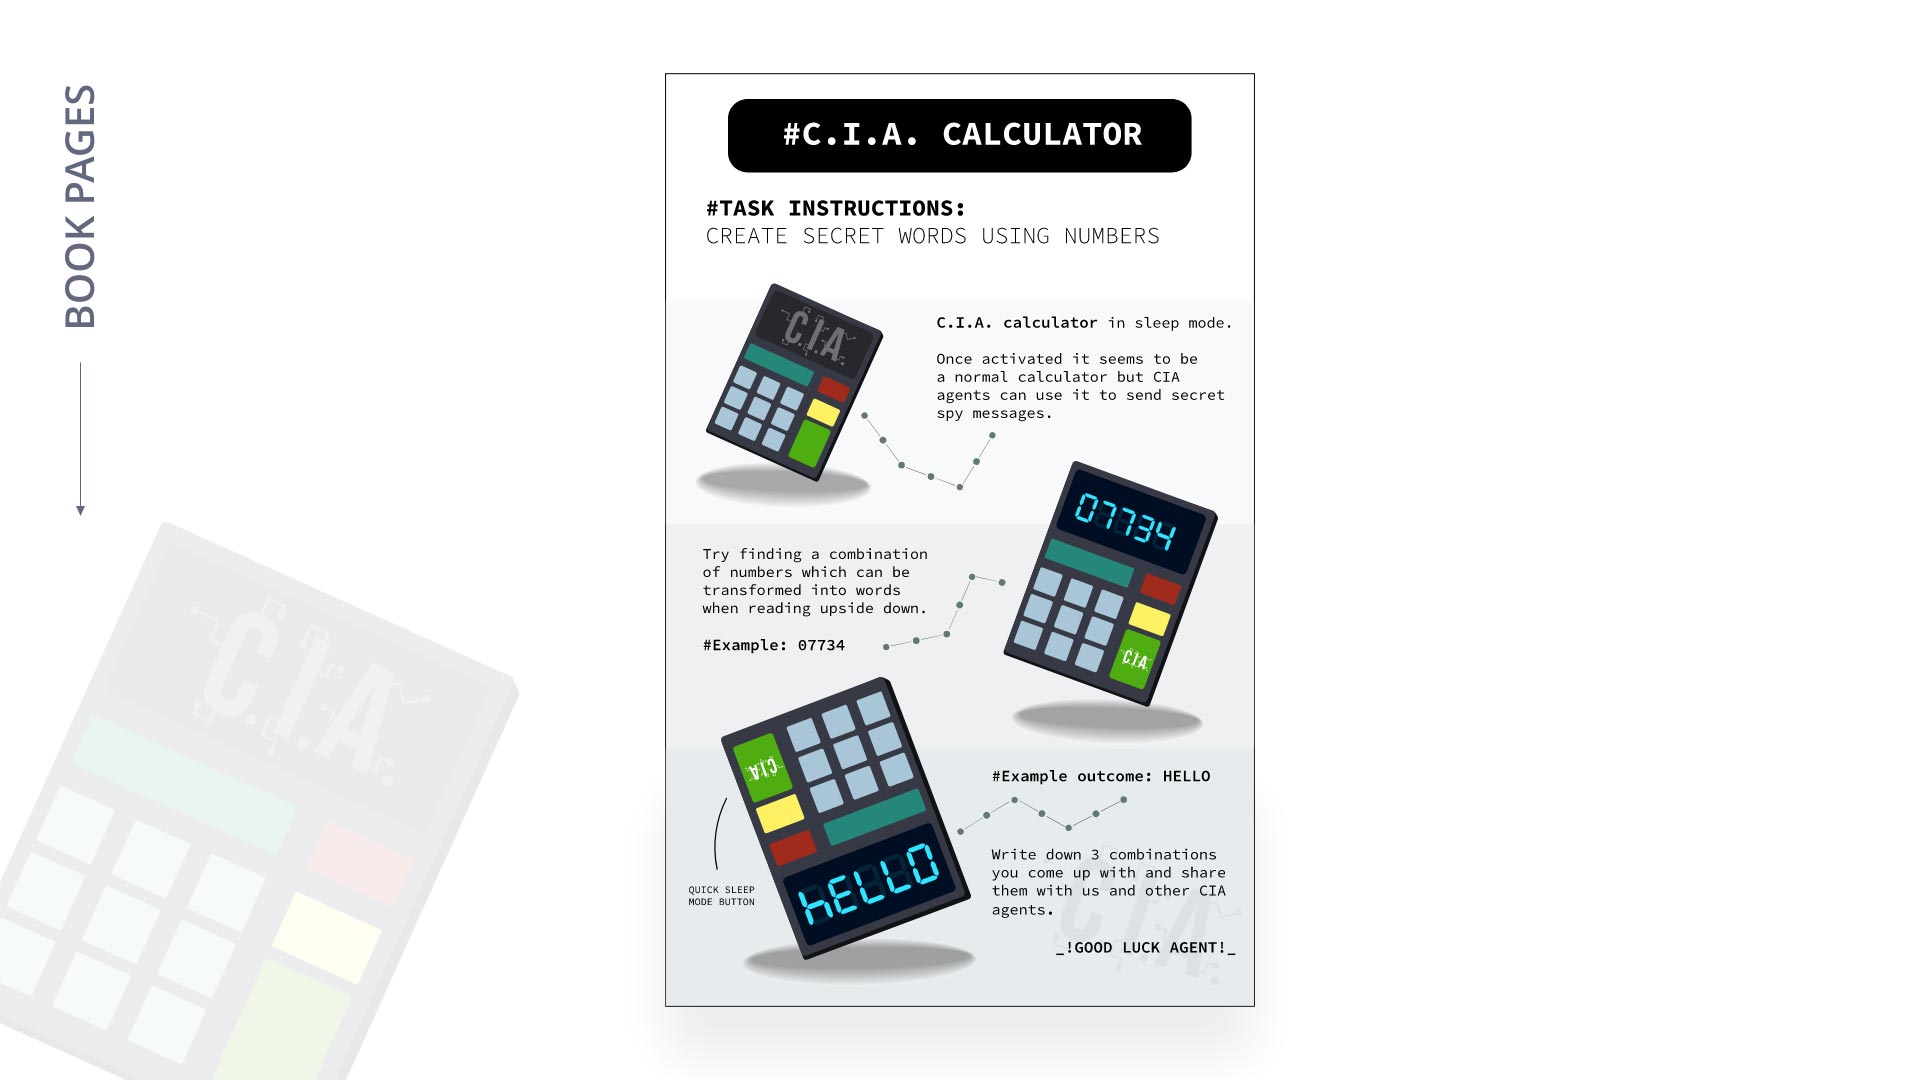 BOOK PAGES
#C.I.A. CALCULATOR
#TASK INSTRUCTIONS:
CREATE SECRET WORDS USING NUMBERS
C.I.A.
C.I.A. calculator in sleep mode.
Once activated it seems to be
a normal calculator but CIA
agents can use it to send secret
spy messages.
07734
C.I.A.
Try finding a combination
of numbers which can be
transformed into words
when reading upside down.
#Example: 07734
C.I.A.
hELLO
QUICK SLEEP
MODE BUTTON
#Example outcome: HELLO
Write down 3 combinations
you come up with and share
them with us and other CIA
agents.
C.I.A.
_!GOOD LUCK AGENT!_
C.I.A.